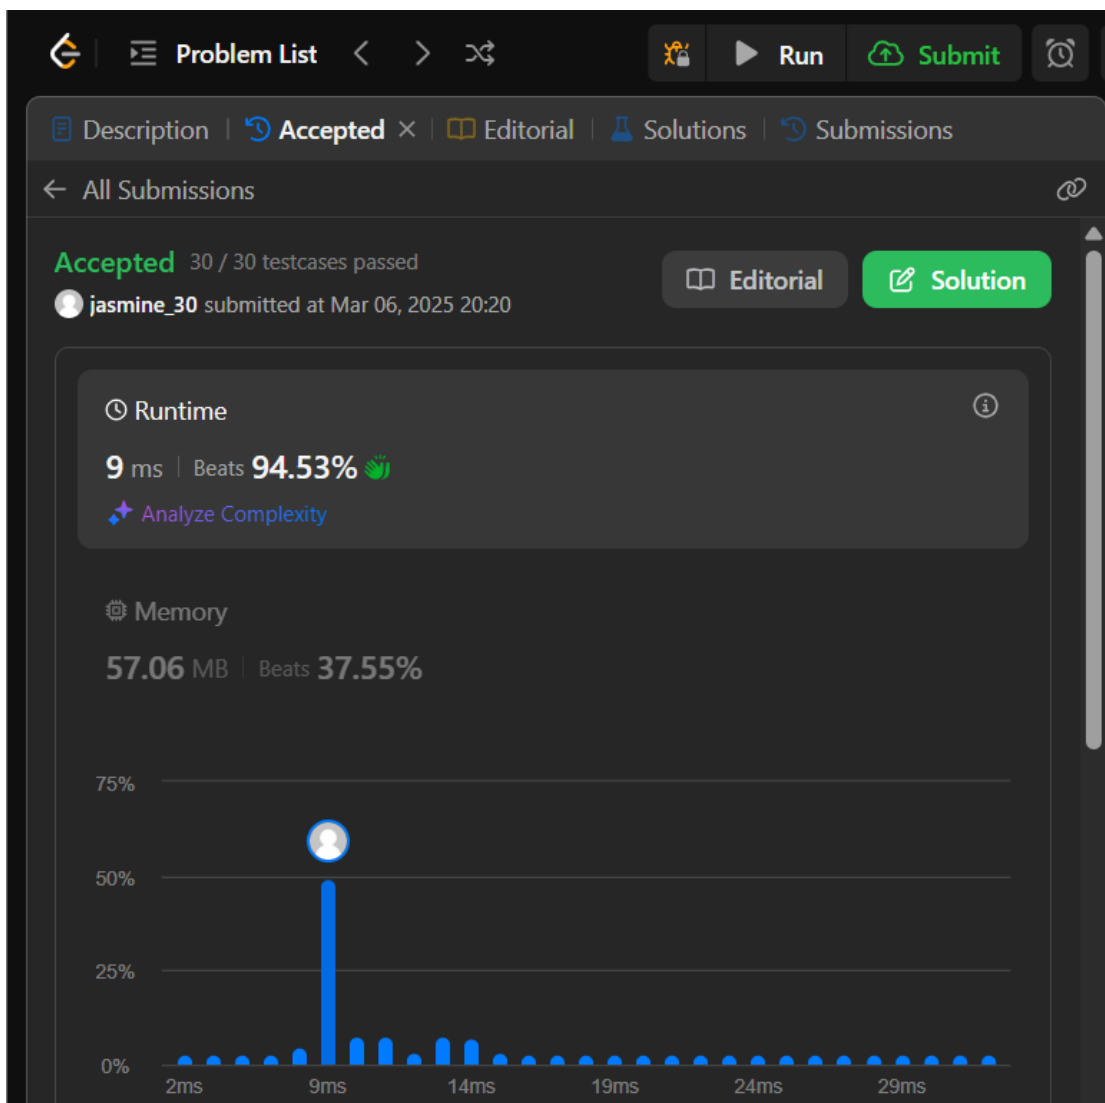 Problem List Run Submit
Description Accepted Editorial Solutions Submissions
All Submissions
Accepted 30 / 30 testcases passed
Editorial Solution
jasmine_30 submitted at Mar 06, 2025 20:20
Runtime
9 ms Beats 94.53%
Analyze Complexity
Memory
57.06 MB Beats 37.55%
75%
50%
25%
0%
2ms 9ms 14ms 19ms 24ms 29ms